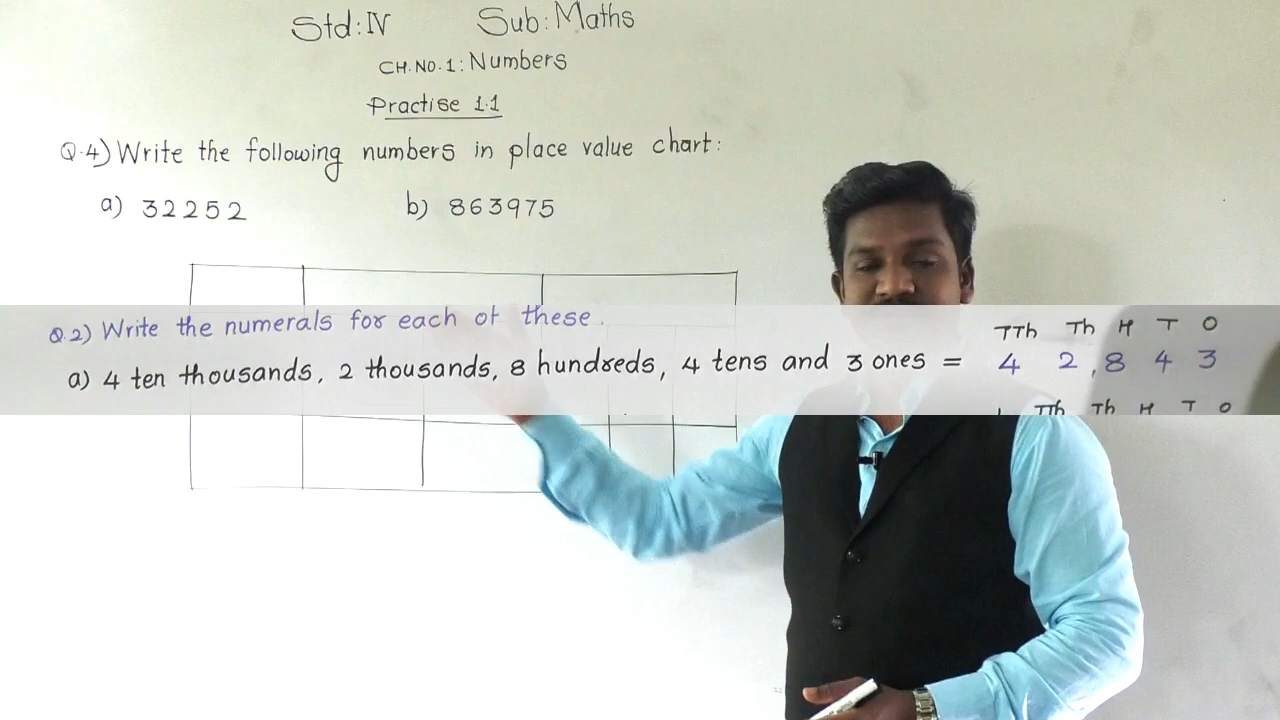 Std: IV Sub: Maths
CH. NO. 1: Numbers
Practise 1.1
Q.4) Write the following numbers in place value chart:
a) 32252 b) 863975
Q.2) Write the numerals for each of these.
TTh Th H T O
a) 4 ten thousands, 2 thousands, 8 hundreds, 4 tens and 3 ones = 4 2,8 4 3
TTh Th H T O